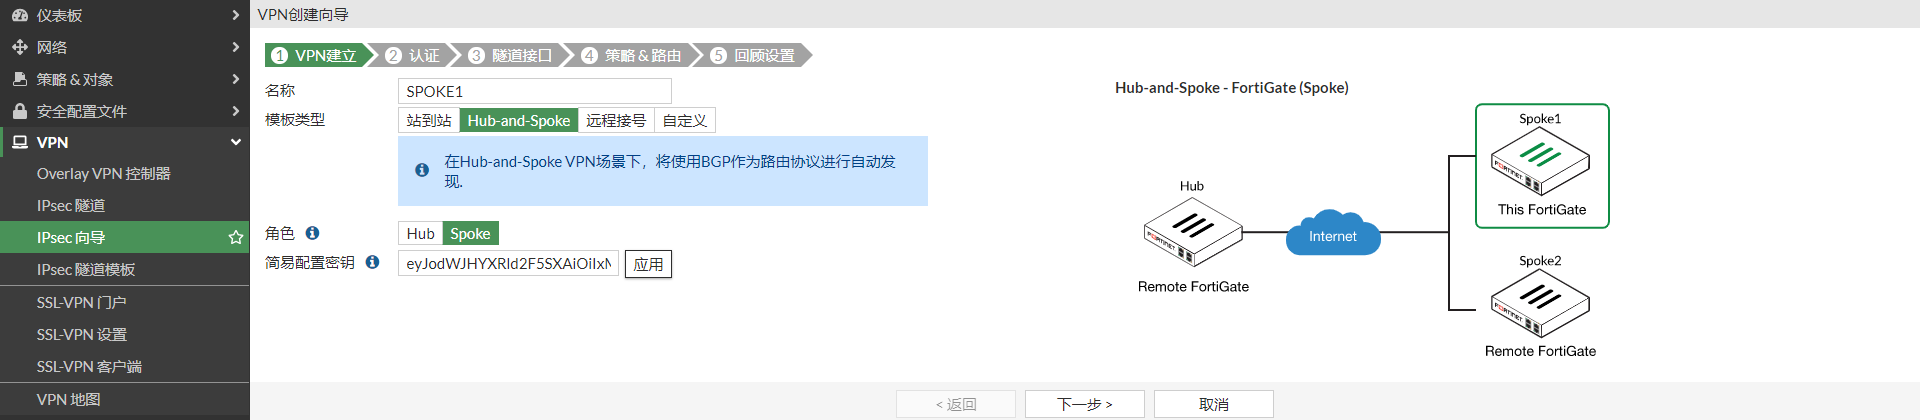 仪表板
网络
策略 & 对象
安全配置文件
VPN
Overlay VPN 控制器
IPsec 隧道
IPsec 向导
IPsec 隧道模板
SSL-VPN 门户
SSL-VPN 设置
SSL-VPN 客户端
VPN 地图
VPN创建向导
1 VPN建立 2 认证 3 隧道接口 4 策略 & 路由 5 回顾设置
名称 SPOKE1
模板类型 站到站 Hub-and-Spoke 远程接号 自定义
在Hub-and-Spoke VPN场景下，将使用BGP作为路由协议进行自动发
现.
角色 Hub Spoke
简易配置密钥 eyJodWJHYXRld2F5SXAiOiIxM 应用
Hub-and-Spoke - FortiGate (Spoke)
Spoke1
FORTINET
This FortiGate
Hub
FORTINET
Remote FortiGate
Internet
Spoke2
FORTINET
Remote FortiGate
< 返回 下一步 > 取消